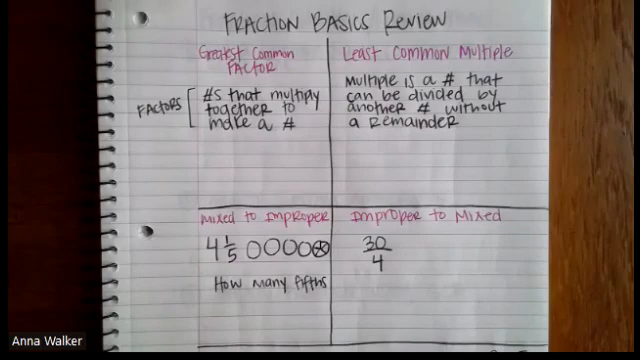 FRACTION BASICS REVIEW
Greatest Common
FACTOR
FACTORS
#s that multiply
together to
make a #
Least Common Multiple
Multiple is a # that
can be divided by
another # without
a remainder
Mixed to Improper
4 1/5
How many fifths
Improper to Mixed
30
4
Anna Walker